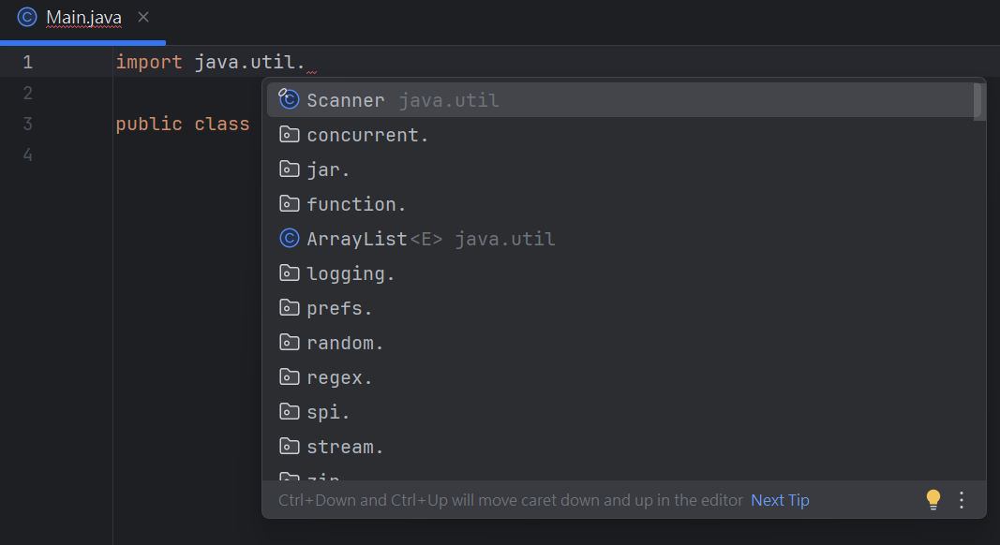 Main.java
1 import java.util.
2
3 public class
4
Scanner java.util
concurrent.
jar.
function.
ArrayList<E> java.util
logging.
prefs.
random.
regex.
spi.
stream.
Ctrl+Down and Ctrl+Up will move caret down and up in the editor Next Tip